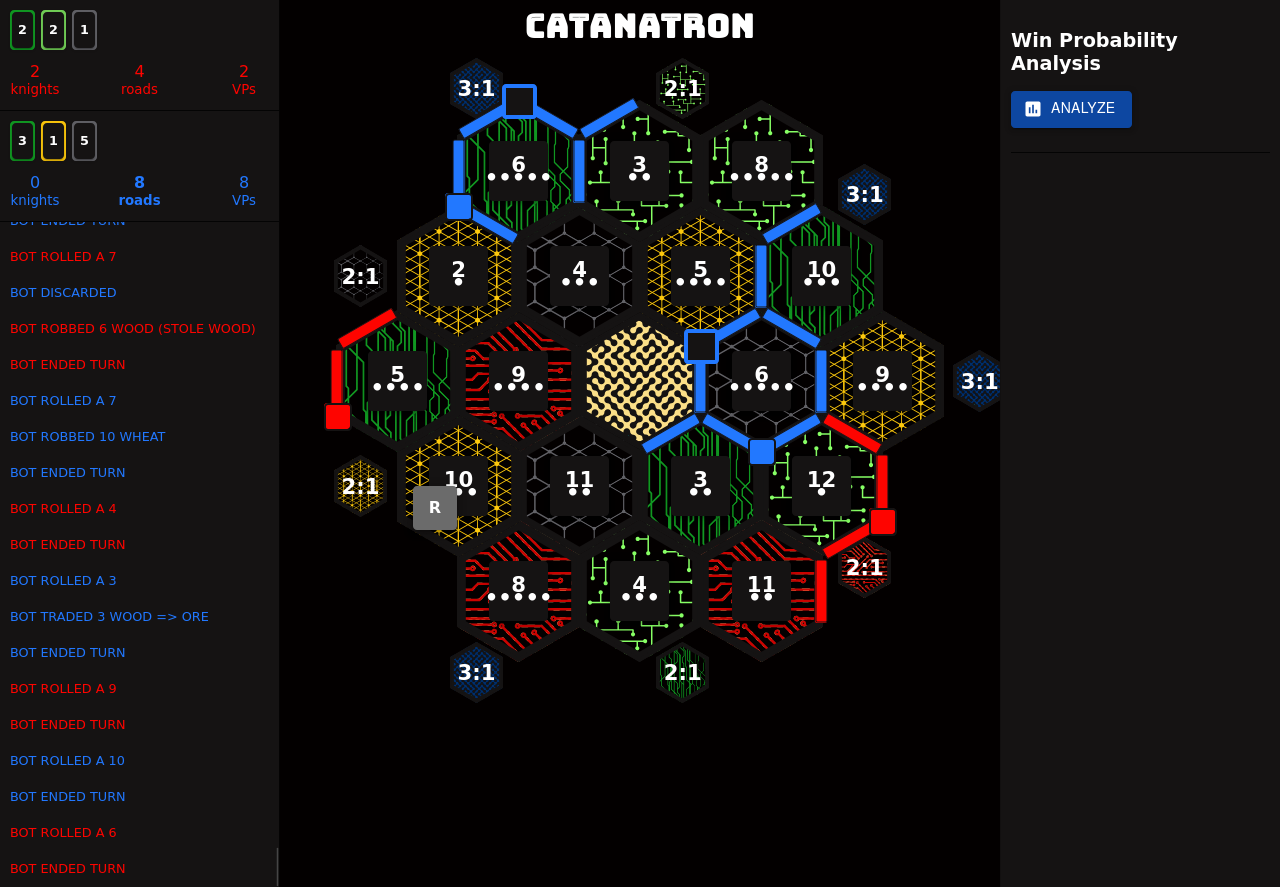 2 2 1
2 4 2
knights roads VPs
3 1 5
0 8 8
knights roads VPs
BOT ENDED TURN
BOT ROLLED A 7
BOT DISCARDED
BOT ROBBED 6 WOOD (STOLE WOOD)
BOT ENDED TURN
BOT ROLLED A 7
BOT ROBBED 10 WHEAT
BOT ENDED TURN
BOT ROLLED A 4
BOT ENDED TURN
BOT ROLLED A 3
BOT TRADED 3 WOOD => ORE
BOT ENDED TURN
BOT ROLLED A 9
BOT ENDED TURN
BOT ROLLED A 10
BOT ENDED TURN
BOT ROLLED A 6
BOT ENDED TURN
CATANATRON
3:1 2:1
6 3 8
3:1
2:1 2 4 5 10
5 9 6 9 3:1
2:1 10 11 3 12
R
2:1
8 4 11
3:1 2:1
Win Probability
Analysis
ANALYZE